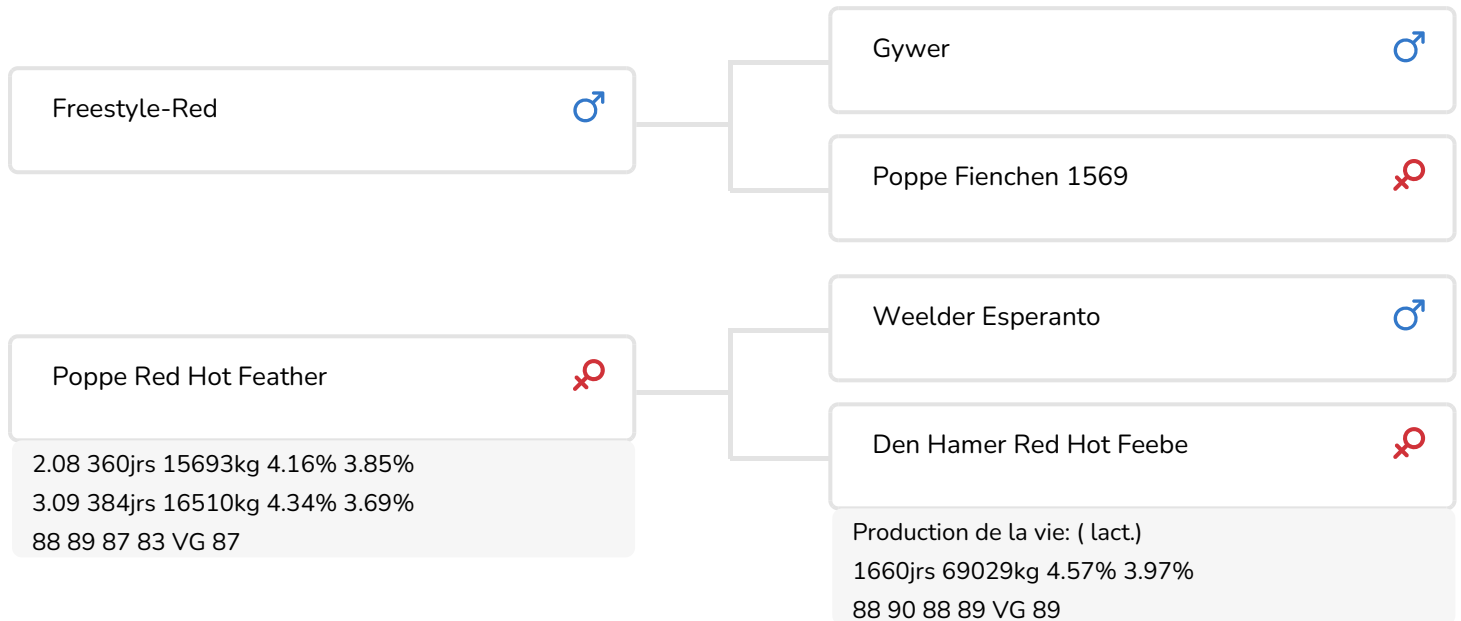 Freestyle-Red
Gywer
Poppe Fienchen 1569
Poppe Red Hot Feather
2.08 360jrs 15693kg 4.16% 3.85%
3.09 384jrs 16510kg 4.34% 3.69%
88 89 87 83 VG 87
Weelder Esperanto
Den Hamer Red Hot Feebe
Production de la vie: ( lact.)
1660jrs 69029kg 4.57% 3.97%
88 90 88 89 VG 89